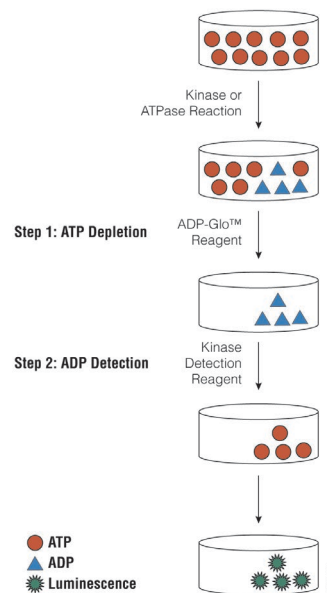 Kinase or
ATPase Reaction
Step 1: ATP Depletion
ADP-Glo™
Reagent
Step 2: ADP Detection
Kinase
Detection
Reagent
ATP
ADP
Luminescence